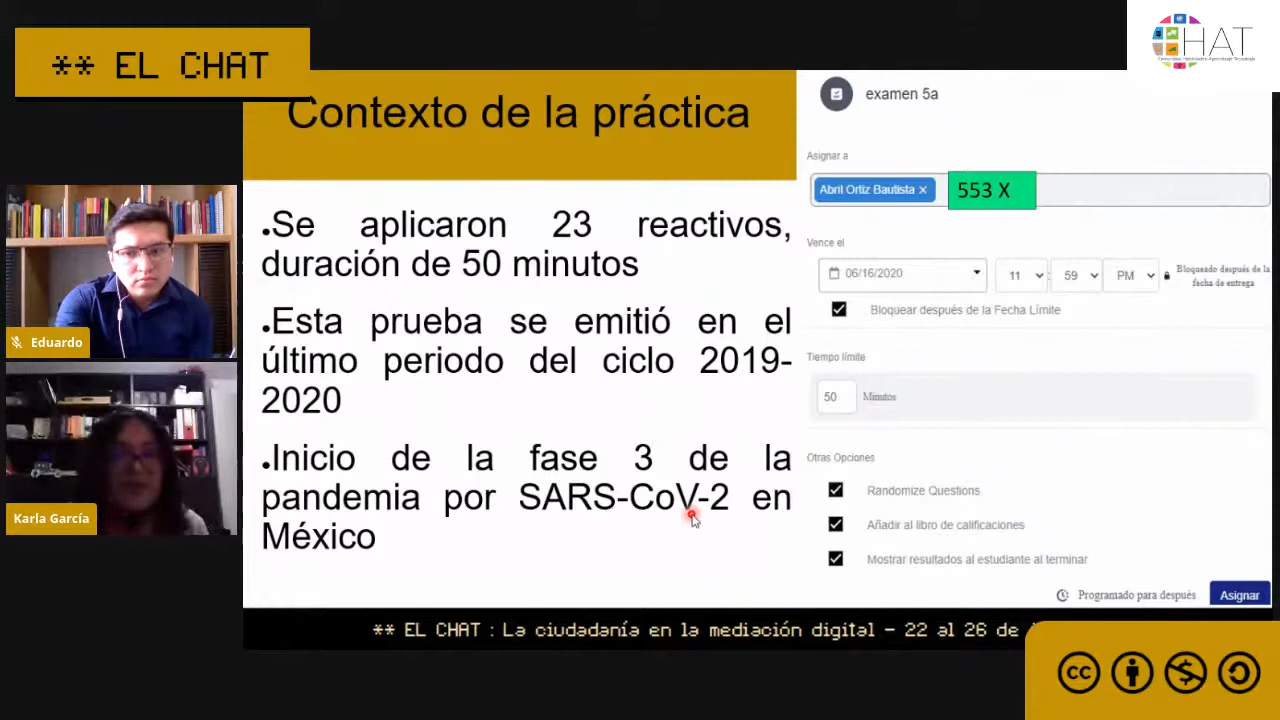 ** EL CHAT
HAT
Contexto de la práctica
•Se aplicaron 23 reactivos,
duración de 50 minutos
•Esta prueba se emitió en el
último periodo del ciclo 2019-
2020
•Inicio de la fase 3 de la
pandemia por SARS-CoV-2 en
México
examen 5a
Asignar a
Abril Ortiz Bautista ×
553 X
Vence el
06/16/2020
11 : 59 PM
Bloqueado después de la
fecha de entrega
Bloquear después de la Fecha Límite
Tiempo límite
50 Minutos
Otras Opciones
Randomize Questions
Añadir al libro de calificaciones
Mostrar resultados al estudiante al terminar
Programado para después
Asignar
Eduardo
Karla García
** EL CHAT : La ciudadanía en la mediación digital – 22 al 26 de
cc